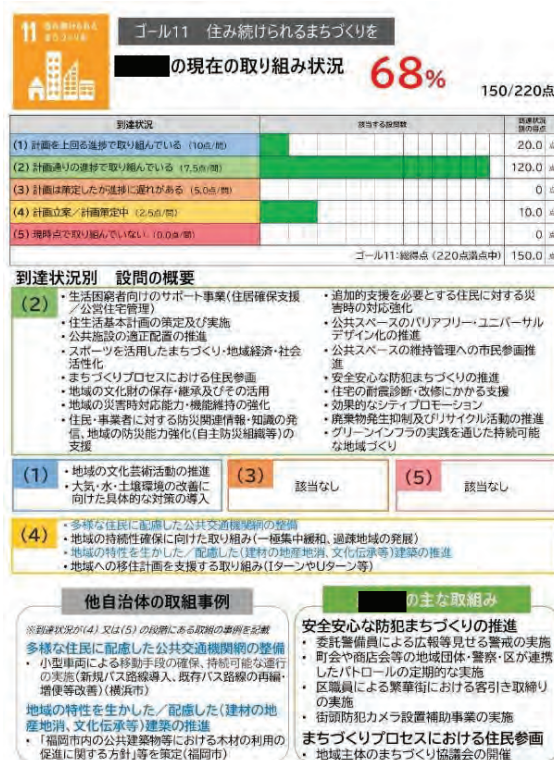 11 住み続けられる
まちづくりを
ゴール11 住み続けられるまちづくりを
の現在の取り組み状況
68%
150/220点
到達状況
該当する設問数
到達状況
別の得点
(1) 計画を上回る進捗で取り組んでいる (10点/問)
20.0 点
(2) 計画通りの進捗で取り組んでいる (7.5点/問)
120.0 点
(3) 計画は策定したが進捗に遅れがある (5.0点/問)
0 点
(4) 計画立案/計画策定中 (2.5点/問)
10.0 点
(5) 現時点で取り組んでいない (0.0点/問)
0 点
ゴール11:総得点 (220点満点中)
150.0 点
到達状況別 設問の概要
(2)
・生活困窮者向けのサポート事業(住居確保支援
/公営住宅管理)
・住生活基本計画の策定及び実施
・公共施設の適正配置の推進
・スポーツを活用したまちづくり・地域経済・社会
活性化
・まちづくりプロセスにおける住民参画
・地域の文化財の保存・継承及びその活用
・地域の災害時対応能力・機能維持の強化
・住民・事業者に対する防災関連情報・知識の発
信、地域の防災能力強化(自主防災組織等)の
支援
・追加的支援を必要とする住民に対する災
害時の対応強化
・公共スペースのバリアフリー・ユニバーサル
デザイン化の推進
・公共スペースの維持管理への市民参画推
進
・安全安心な防犯まちづくりの推進
・住宅の耐震診断・改修にかかる支援
・効果的なシティプロモーション
・廃棄物発生抑制及びリサイクル活動の推進
・グリーンインフラの実践を通じた持続可能
な地域づくり
(1)
・地域の文化芸術活動の推進
・大気・水・土壌環境の改善に
向けた具体的な対策の導入
(3)
該当なし
(5)
該当なし
(4)
・多様な住民に配慮した公共交通機関網の整備
・地域の持続性確保に向けた取り組み(一極集中緩和、過疎地域の発展)
・地域の特性を生かした/配慮した(建材の地産地消、文化伝承等)建築の推進
・地域への移住計画を支援する取り組み(IターンやUターン等)
他自治体の取組事例
※到達状況が(4)又は(5)の段階にある取組の事例を記載
多様な住民に配慮した公共交通機関網の整備
・小型車両による移動手段の確保、持続可能な運行
の実施(新規バス路線導入、既存バス路線の再編・
増便等改善)(横浜市)
地域の特性を生かした/配慮した(建材の地
産地消、文化伝承等)建築の推進
・「福岡市内の公共建築物等における木材の利用の
促進に関する方針」等を策定(福岡市)
の主な取組み
安全安心な防犯まちづくりの推進
・委託警備員による広報等見せる警戒の実施
・町会や商店会等の地域団体・警察・区が連携
したパトロールの定期的な実施
・区職員による繁華街における客引き取締り
の実施
・街頭防犯カメラ設置補助事業の実施
まちづくりプロセスにおける住民参画
・地域主体のまちづくり協議会の開催